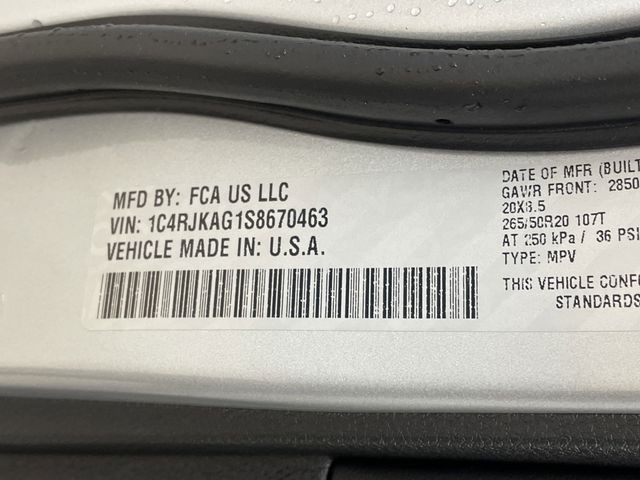 MFD BY: FCA US LLC
VIN: 1C4RJKAG1S8670463
VEHICLE MADE IN: U.S.A.
DATE OF MFR (BUILT
GAWR FRONT: 2850
20X8.5
265/50R20 107T
AT 250 kPa / 36 PSI
TYPE: MPV
THIS VEHICLE CONFO
STANDARDS